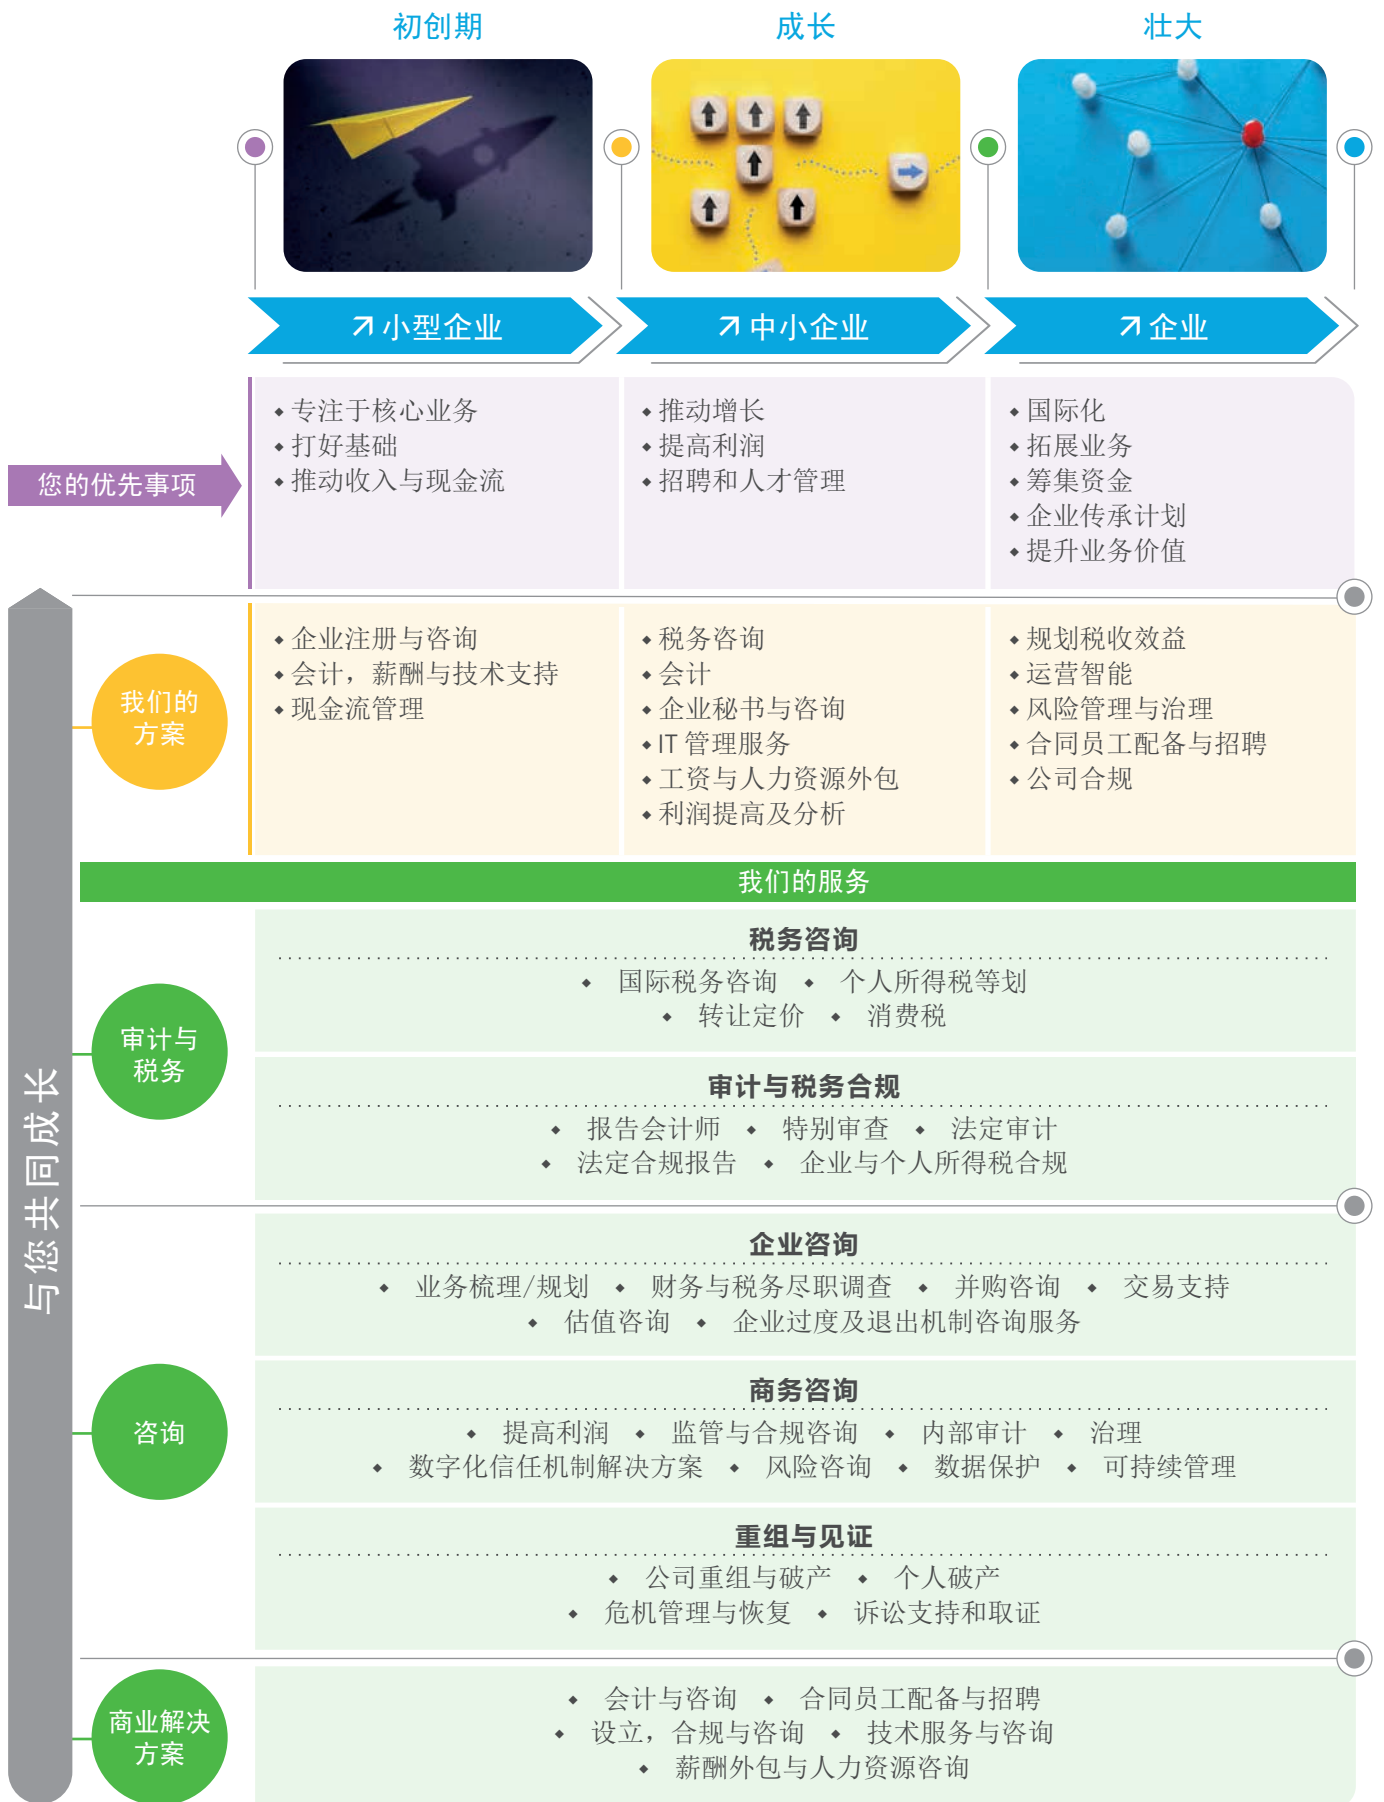 初创期
成长
壮大
小型企业
中小企业
企业
您的优先事项
专注于核心业务
打好基础
推动收入与现金流
推动增长
提高利润
招聘和人才管理
国际化
拓展业务
筹集资金
企业传承计划
提升业务价值
与您共同成长
我们的
方案
企业注册与咨询
会计，薪酬与技术支持
现金流管理
税务咨询
会计
企业秘书与咨询
IT 管理服务
工资与人力资源外包
利润提高及分析
规划税收效益
运营智能
风险管理与治理
合同员工配备与招聘
公司合规
我们的服务
审计与
税务
税务咨询
国际税务咨询 ◆ 个人所得税等划
转让定价 ◆ 消费税
审计与税务合规
报告会计师 ◆ 特别审查 ◆ 法定审计
法定合规报告 ◆ 企业与个人所得税合规
咨询
企业咨询
业务梳理/规划 ◆ 财务与税务尽职调查 ◆ 并购咨询 ◆ 交易支持
估值咨询 ◆ 企业过度及退出机制咨询服务
商务咨询
提高利润 ◆ 监管与合规咨询 ◆ 内部审计 ◆ 治理
数字化信任机制解决方案 ◆ 风险咨询 ◆ 数据保护 ◆ 可持续管理
重组与见证
公司重组与破产 ◆ 个人破产
危机管理与恢复 ◆ 诉讼支持和取证
商业解决
方案
会计与咨询 ◆ 合同员工配备与招聘
设立，合规与咨询 ◆ 技术服务与咨询
薪酬外包与人力资源咨询